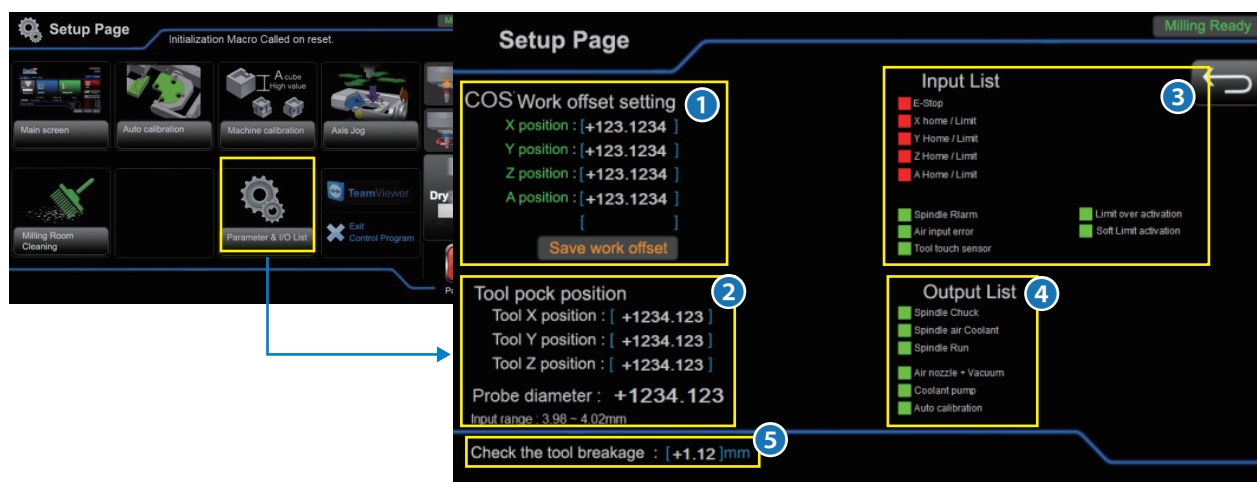 Setup Page
Initialization Macro Called on reset.
A cube
High value
Main screen
Auto calibration
Machine calibration
Axis Jog
Milling Room
Cleaning
Parameter & I/O List
TeamViewer
Exit
Control Program
Dry
Setup Page
Milling Ready
COS Work offset setting
1
X position : [+123.1234 ]
Y position : [+123.1234 ]
Z position : [+123.1234 ]
A position : [+123.1234 ]
[ ]
Save work offset
Tool pock position
2
Tool X position : [ +1234.123 ]
Tool Y position : [ +1234.123 ]
Tool Z position : [ +1234.123 ]
Probe diameter : +1234.123
Input range : 3.98 ~ 4.02mm
Check the tool breakage : [+1.12 ]mm
5
Input List
3
E-Stop
X home / Limit
Y Home / Limit
Z Home / Limit
A Home / Limit
Spindle Rlarm
Air input error
Tool touch sensor
Limit over activation
Soft Limit activation
Output List
4
Spindle Chuck
Spindle air Coolant
Spindle Run
Air nozzle + Vacuum
Coolant pump
Auto calibration